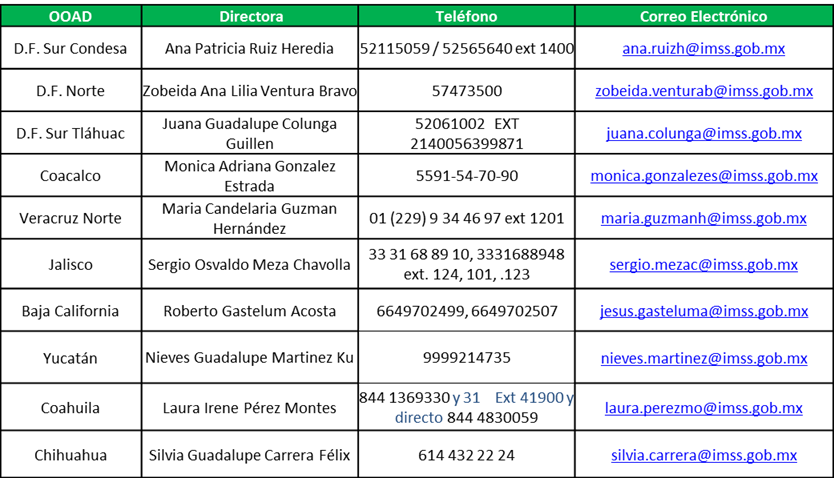 OOAD Directora Teléfono Correo Electrónico
D.F. Sur Condesa Ana Patricia Ruiz Heredia 52115059 / 52565640 ext 1400 ana.ruizh@imss.gob.mx
D.F. Norte Zobeida Ana Lilia Ventura Bravo 57473500 zobeida.venturab@imss.gob.mx
D.F. Sur Tláhuac Juana Guadalupe Colunga
Guillen 52061002 EXT
2140056399871 juana.colunga@imss.gob.mx
Coacalco Monica Adriana Gonzalez
Estrada 5591-54-70-90 monica.gonzalezes@imss.gob.mx
Veracruz Norte Maria Candelaria Guzman
Hernández 01 (229) 9 34 46 97 ext 1201 maria.guzmanh@imss.gob.mx
Jalisco Sergio Osvaldo Meza Chavolla 33 31 68 89 10, 3331688948
ext. 124, 101, .123 sergio.mezac@imss.gob.mx
Baja California Roberto Gastelum Acosta 6649702499, 6649702507 jesus.gasteluma@imss.gob.mx
Yucatán Nieves Guadalupe Martinez Ku 9999214735 nieves.martinez@imss.gob.mx
Coahuila Laura Irene Pérez Montes 844 1369330 y 31 Ext 41900 y
directo 844 4830059 laura.perezmo@imss.gob.mx
Chihuahua Silvia Guadalupe Carrera Félix 614 432 22 24 silvia.carrera@imss.gob.mx